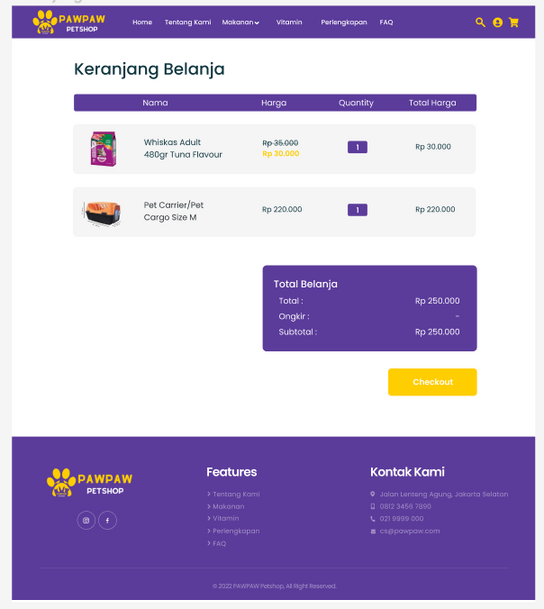 PAWPAW
PETSHOP
Home Tentang Kami Makanan Vitamin Perlengkapan FAQ
Keranjang Belanja
Nama Harga Quantity Total Harga
Whiskas Adult
480gr Tuna Flavour
Rp 35.000
Rp 30.000
1
Rp 30.000
Pet Carrier/Pet
Cargo Size M
Rp 220.000
1
Rp 220.000
Total Belanja
Total : Rp 250.000
Ongkir : -
Subtotal : Rp 250.000
Checkout
PAWPAW
PETSHOP
Features
Tentang Kami
Makanan
Vitamin
Perlengkapan
FAQ
Kontak Kami
Jalan Lenteng Agung, Jakarta Selatan
0812 3456 7890
021 9999 000
cs@pawpaw.com
© 2022 PAWPAW Petshop, All Right Reserved.